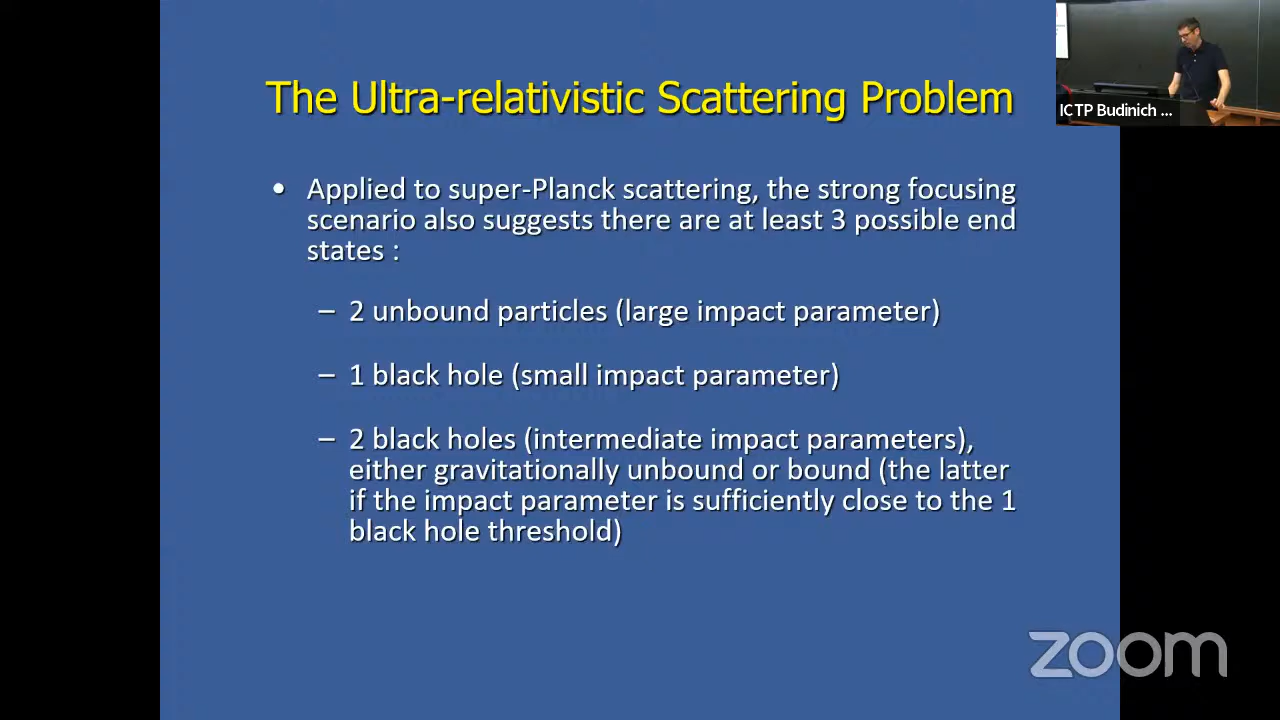 The Ultra-relativistic Scattering Problem
• Applied to super-Planck scattering, the strong focusing
scenario also suggests there are at least 3 possible end
states :
– 2 unbound particles (large impact parameter)
– 1 black hole (small impact parameter)
– 2 black holes (intermediate impact parameters),
either gravitationally unbound or bound (the latter
if the impact parameter is sufficiently close to the 1
black hole threshold)
ICTP Budinich ...
zoom